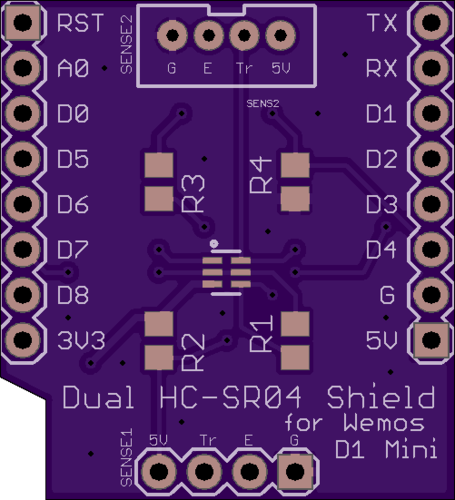 RST
A0
D0
D5
D6
D7
D8
3V3
SENSE2
G E Tr 5V
SENS2
TX
RX
D1
D2
D3
D4
G
5V
R3
R4
R2
R1
Dual HC-SR04 Shield
for Wemos
D1 Mini
SENSE1
5V Tr E G